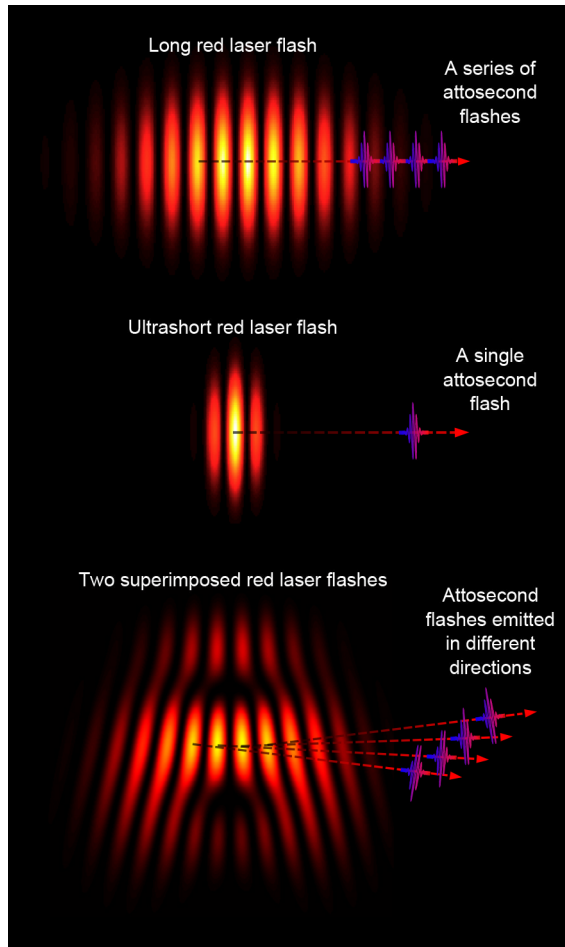 Long red laser flash
A series of
attosecond
flashes
Ultrashort red laser flash
A single
attosecond
flash
Two superimposed red laser flashes
Attosecond
flashes emitted
in different
directions